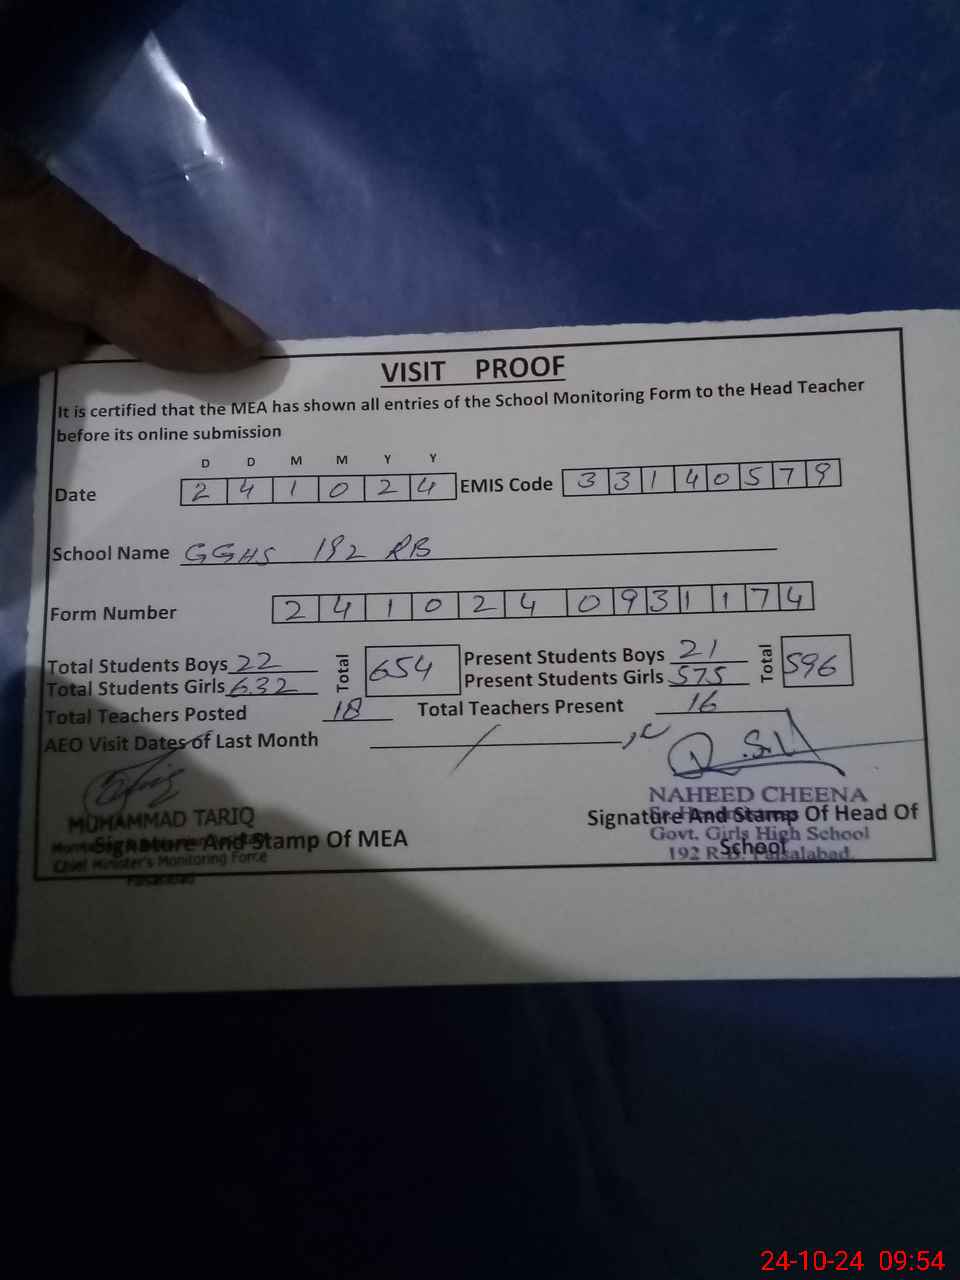 VISIT PROOF
It is certified that the MEA has shown all entries of the School Monitoring Form to the Head Teacher
before its online submission
D D M M Y Y
Date 2 4 1 0 2 4 EMIS Code 3 3 1 4 0 5 7 9
School Name GGHS 192 RB
Form Number 2 4 1 0 2 4 0 9 3 1 1 7 4
Total Students Boys 22 Total 654 Present Students Boys 21 Total 596
Total Students Girls 632 Present Students Girls 575
Total Teachers Posted 18 Total Teachers Present 16
AEO Visit Dates of Last Month
MUHAMMAD TARIQ
Signature And Stamp Of MEA
Chief Minister's Monitoring Force
Faisalabad
NAHEED CHEENA
Signature And Stamp Of Head Of
School
Govt. Girls High School
192 R.B. Faisalabad
24-10-24 09:54